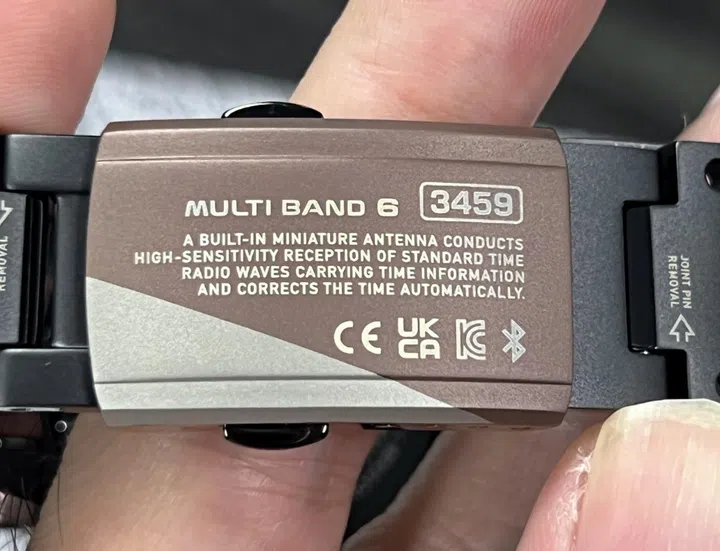 MULTI BAND 6 3459
A BUILT-IN MINIATURE ANTENNA CONDUCTS
HIGH-SENSITIVITY RECEPTION OF STANDARD TIME
RADIO WAVES CARRYING TIME INFORMATION
AND CORRECTS THE TIME AUTOMATICALLY.
CE UK CA KC
JOINT PIN
REMOVAL
REMOVAL